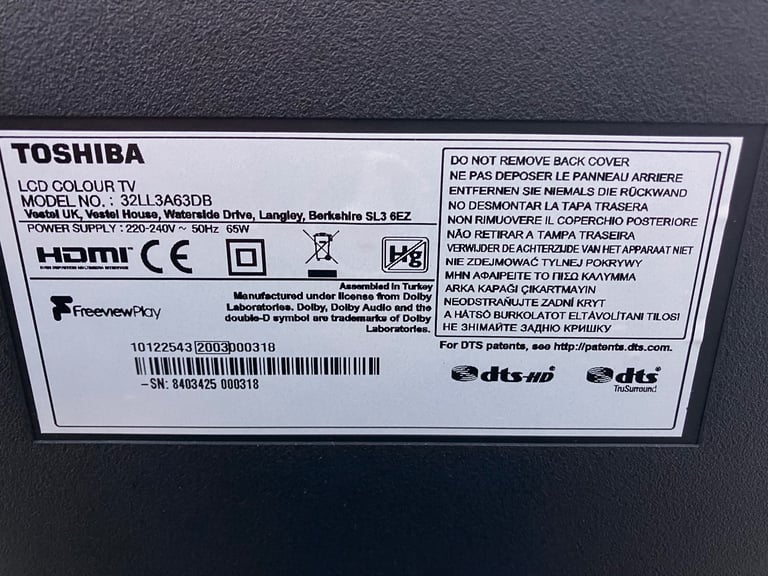 TOSHIBA
LCD COLOUR TV
MODEL NO. : 32LL3A63DB
Vestel UK, Vestel House, Waterside Drive, Langley, Berkshire SL3 6EZ
POWER SUPPLY : 220-240V ~ 50Hz 65W
HDMI CE Hg
HIGH DEFINITION MULTIMEDIA INTERFACE
Assembled in Turkey
Manufactured under license from Dolby
Laboratories. Dolby, Dolby Audio and the
double-D symbol are trademarks of Dolby
Laboratories.
FreeviewPlay
10122543 2003000318
-SN: 8403425 000318
DO NOT REMOVE BACK COVER
NE PAS DEPOSER LE PANNEAU ARRIERE
ENTFERNEN SIE NIEMALS DIE RÜCKWAND
NO DESMONTAR LA TAPA TRASERA
NON RIMUOVERE IL COPERCHIO POSTERIORE
NÃO RETIRAR A TAMPA TRASEIRA
VERWIJDER DE ACHTERZIJDE VAN HET APPARAAT NIET
NIE ZDEJMOWAĆ TYLNEJ POKRYWY
ΜΗΝ ΑΦΑΙΡΕΙΤΕ ΤΟ ΠΙΣΩ ΚΑΛΥΜΜΑ
ARKA KAPAĞI ÇIKARTMAYIN
NEODSTRAŇUJTE ZADNÍ KRYT
A HÁTSÓ BURKOLATOT ELTÁVOLÍTANI TILOS!
НЕ ЗНИМАЙТЕ ЗАДНЮ КРИШКУ
For DTS patents, see http://patents.dts.com.
dts-HD dts
TruSurround